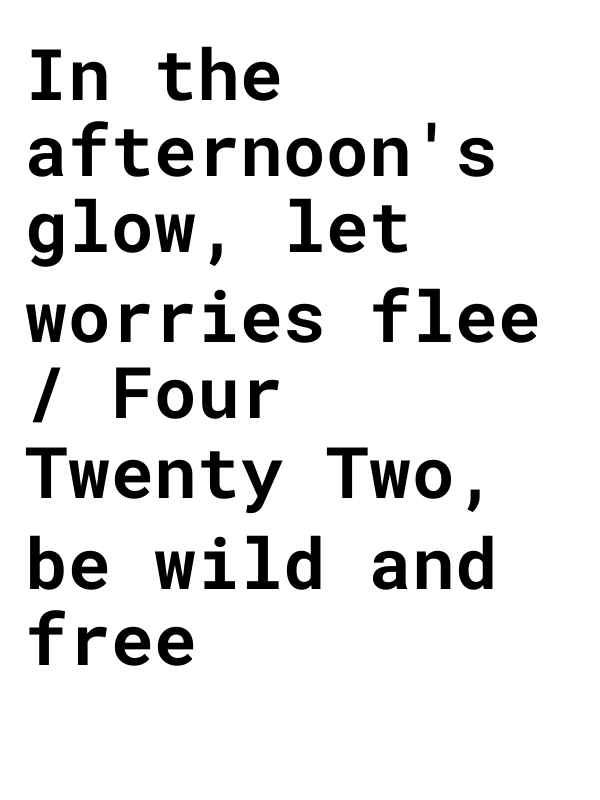 In the
afternoon's
glow, let
worries flee
/ Four
Twenty Two,
be wild and
free